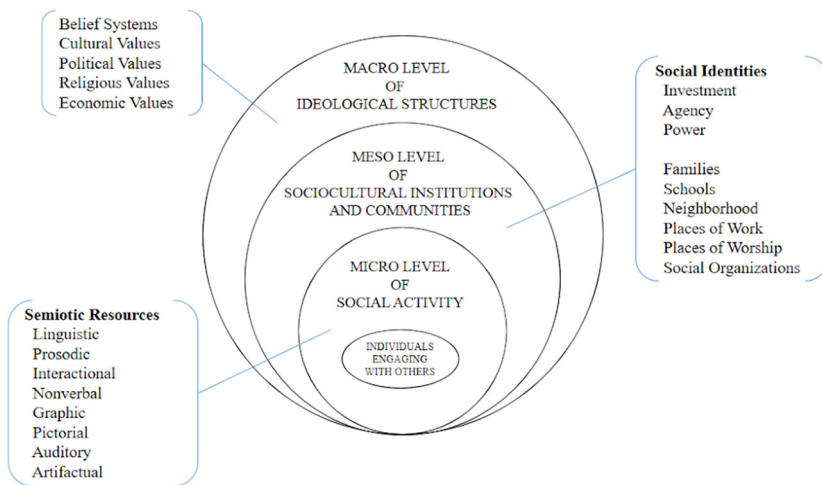 Belief Systems
Cultural Values
Political Values
Religious Values
Economic Values
MACRO LEVEL
OF
IDEOLOGICAL STRUCTURES
MESO LEVEL
OF
SOCIOCULTURAL INSTITUTIONS
AND COMMUNITIES
MICRO LEVEL
OF
SOCIAL ACTIVITY
INDIVIDUALS
ENGAGING
WITH OTHERS
Social Identities
Investment
Agency
Power
Families
Schools
Neighborhood
Places of Work
Places of Worship
Social Organizations
Semiotic Resources
Linguistic
Prosodic
Interactional
Nonverbal
Graphic
Pictorial
Auditory
Artifactual